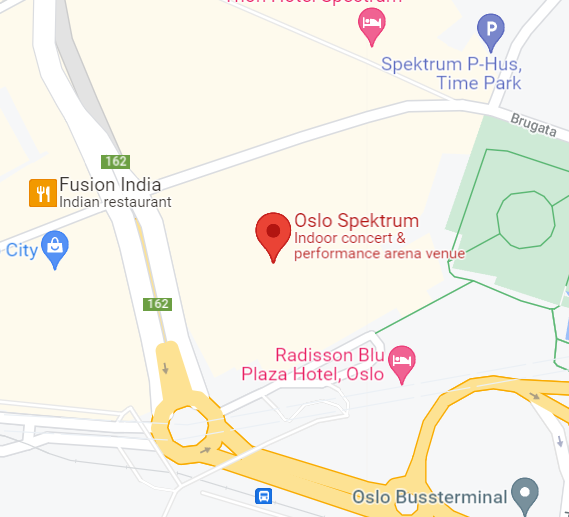 Thon Hotel Spektrum
Spektrum P-Hus,
Time Park
Brugata
162
Fusion India
Indian restaurant
Oslo Spektrum
Indoor concert &
performance arena venue
City
162
Radisson Blu
Plaza Hotel, Oslo
Oslo Bussterminal